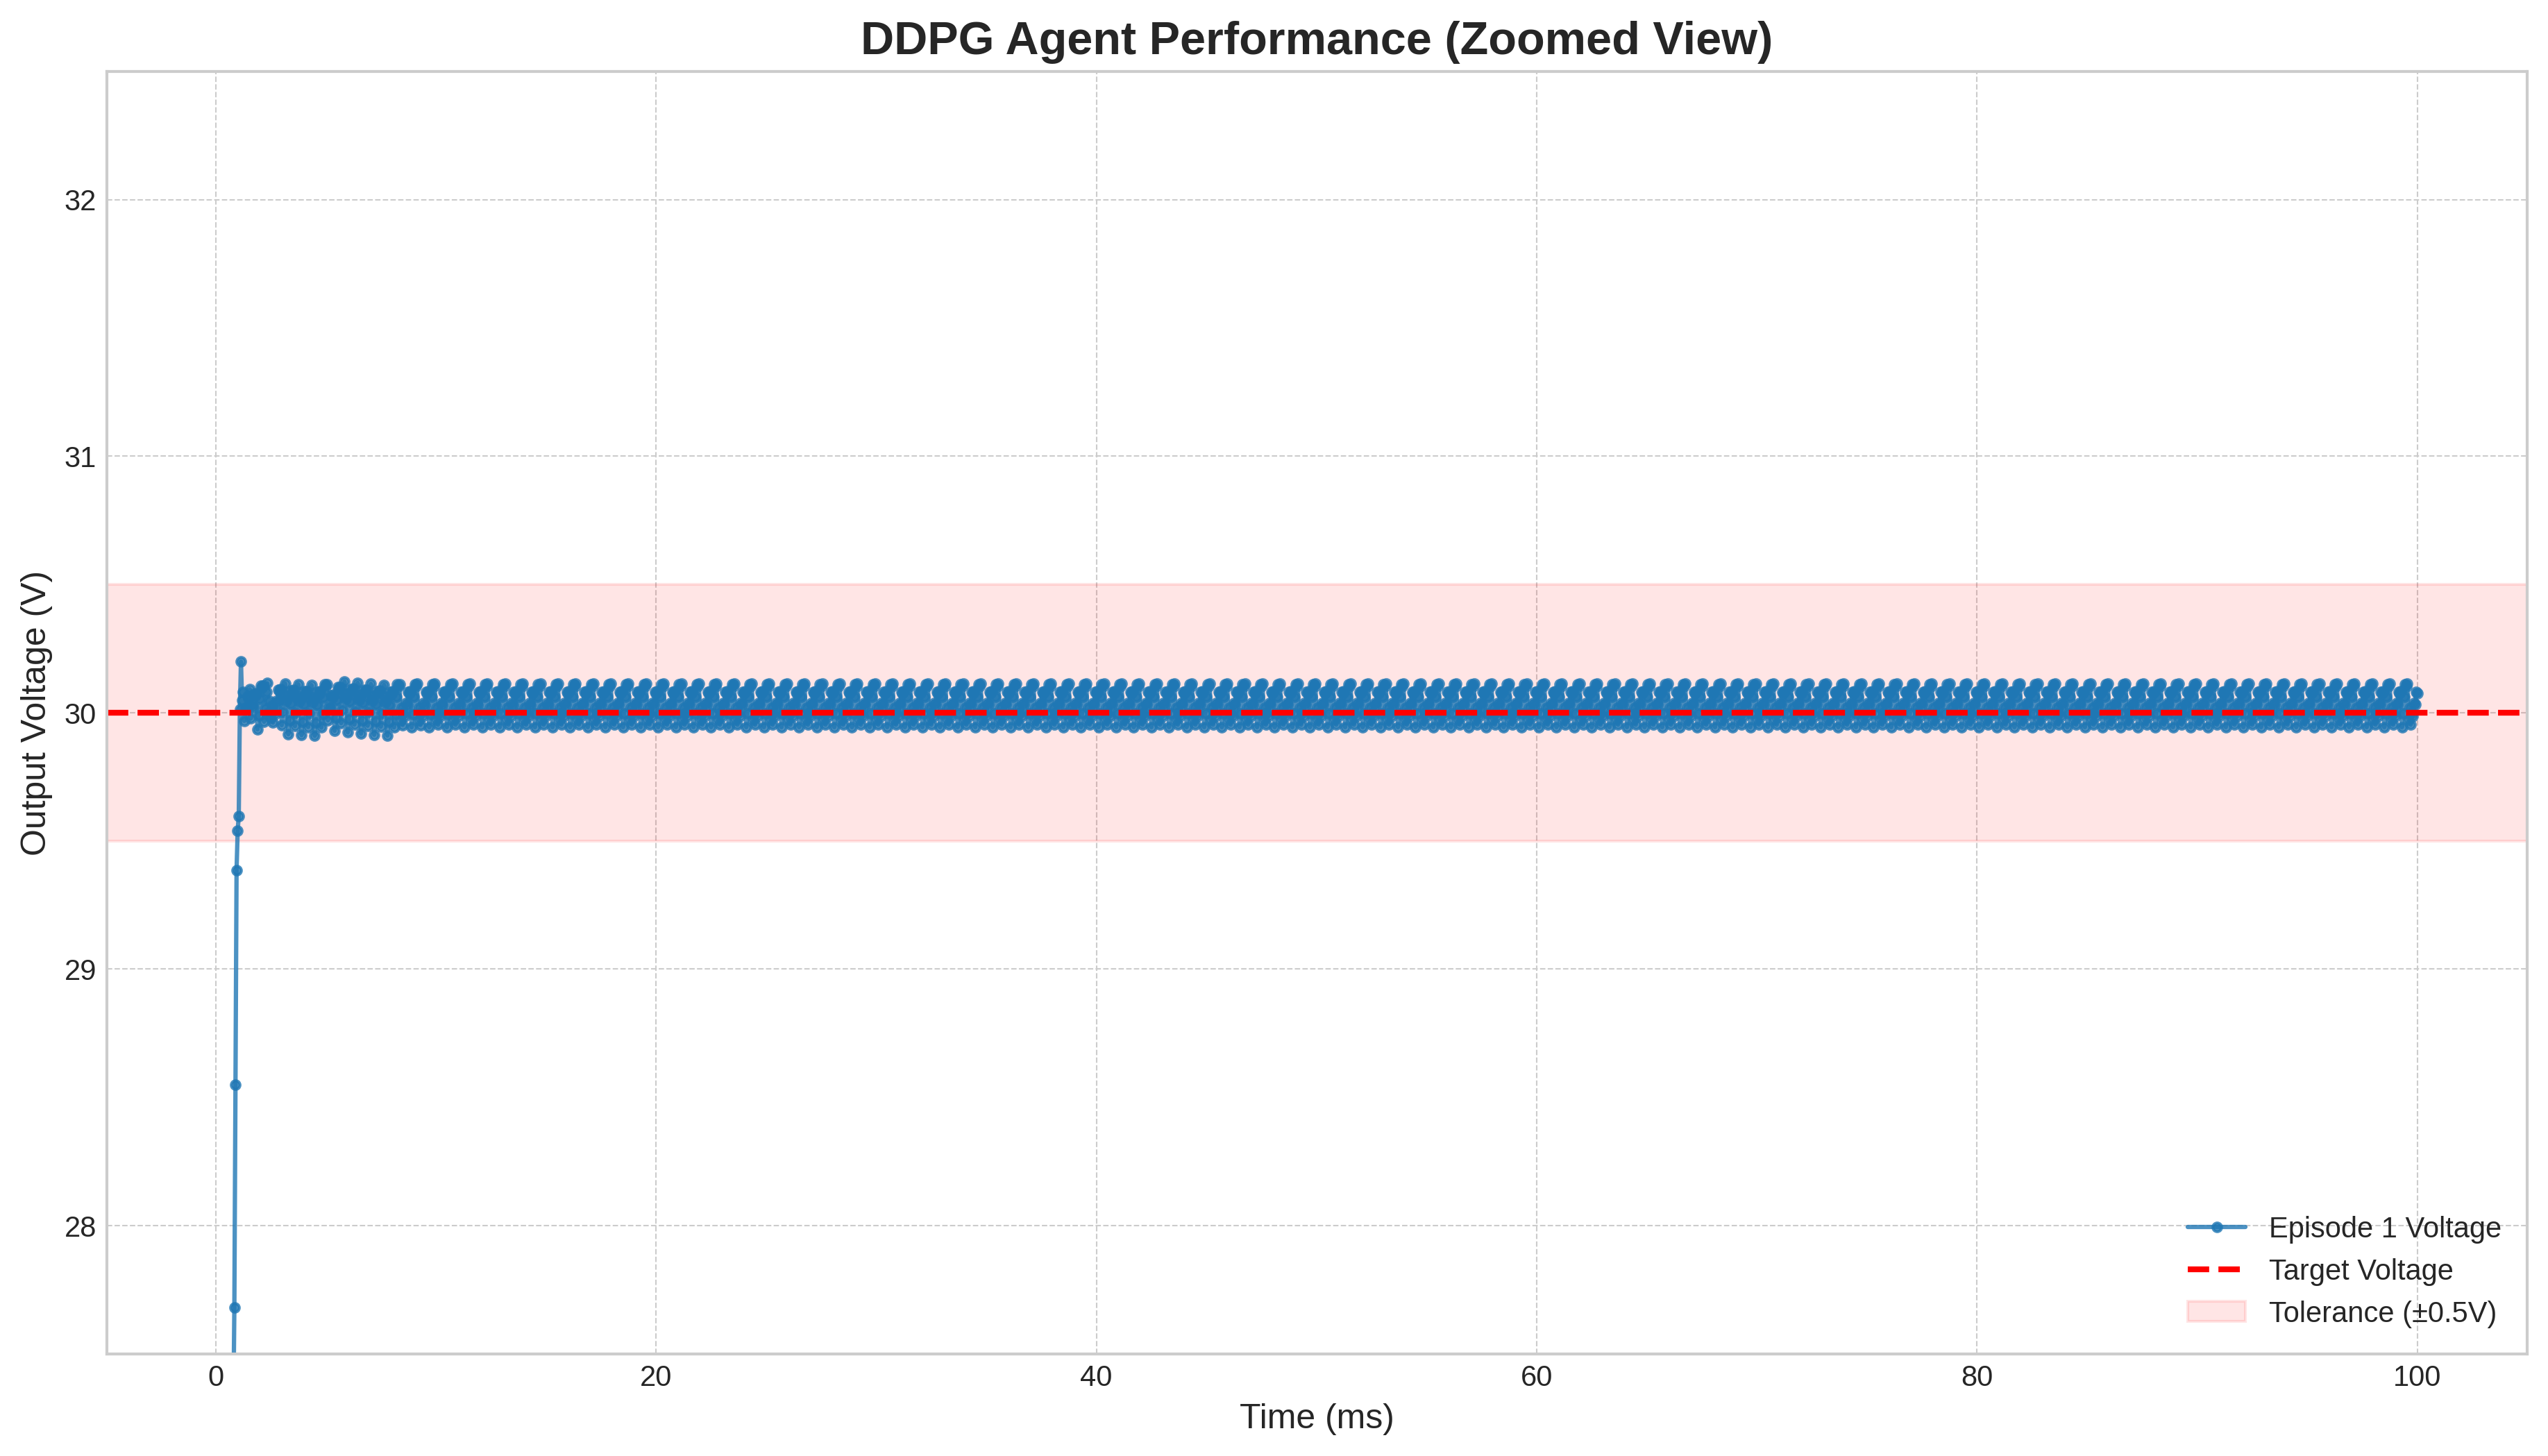 DDPG Agent Performance (Zoomed View)
Output Voltage (V)
32
31
30
29
28
0 20 40 60 80 100
Time (ms)
Episode 1 Voltage
Target Voltage
Tolerance (±0.5V)